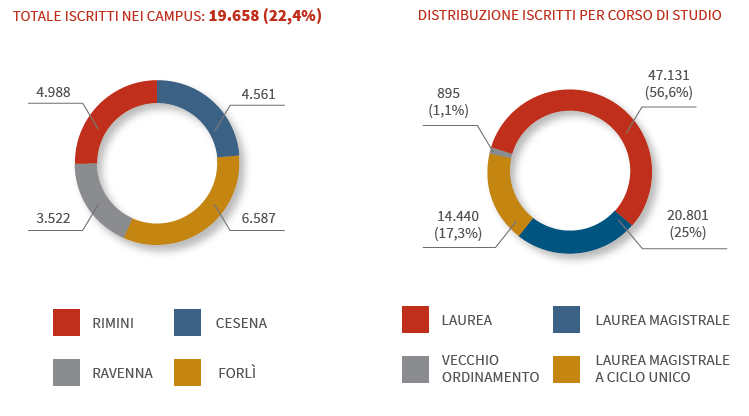 TOTALE ISCRITTI NEI CAMPUS: 19.658 (22,4%)
4.988
4.561
3.522
6.587
RIMINI
CESENA
RAVENNA
FORLÌ
DISTRIBUZIONE ISCRITTI PER CORSO DI STUDIO
47.131
(56,6%)
895
(1,1%)
14.440
(17,3%)
20.801
(25%)
LAUREA
LAUREA MAGISTRALE
VECCHIO
ORDINAMENTO
LAUREA MAGISTRALE
A CICLO UNICO